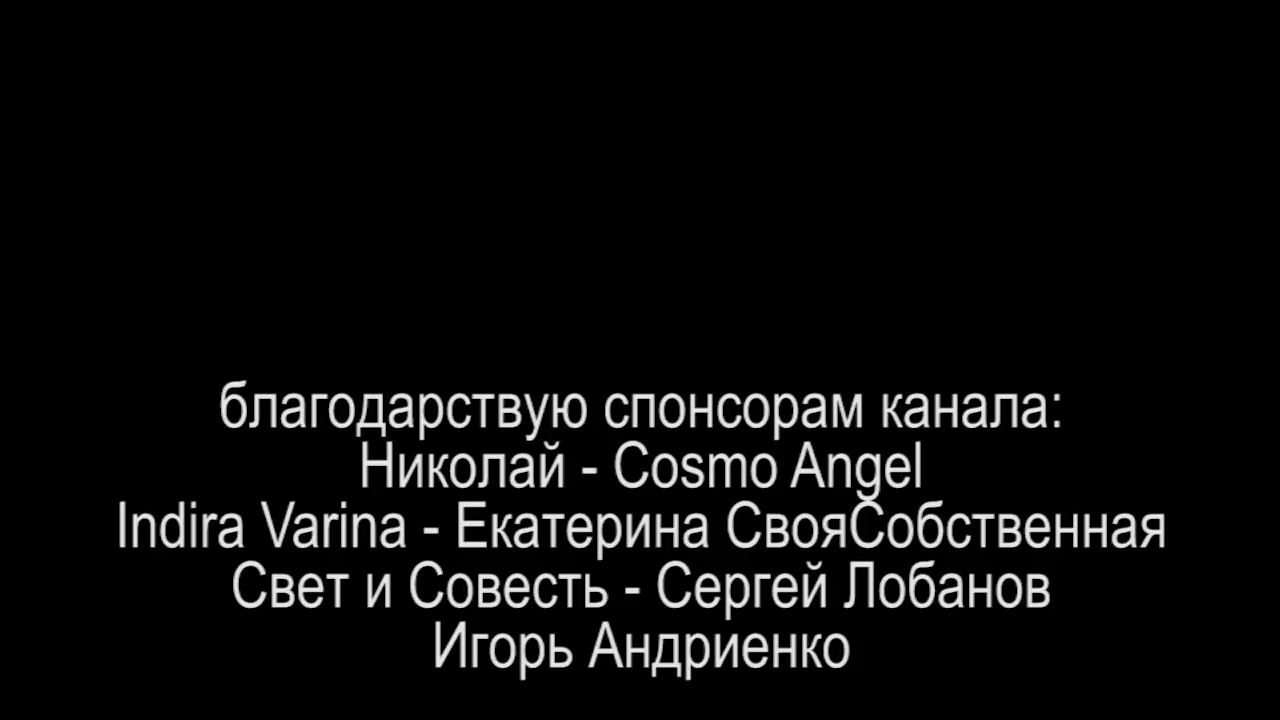 благодарствую спонсорам канала:
Николай - Cosmo Angel
Indira Varina - Екатерина СвояСобственная
Свет и Совесть - Сергей Лобанов
Игорь Андриенко